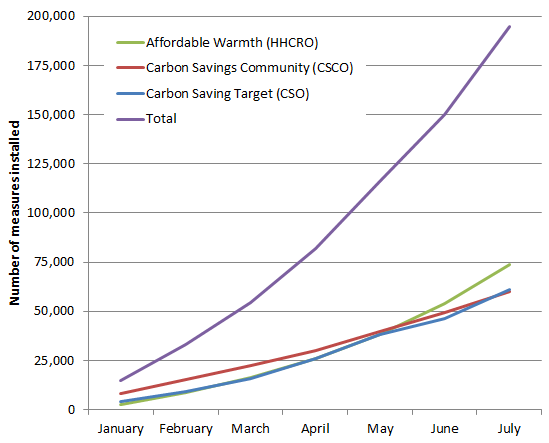 200,000
175,000
150,000
125,000
100,000
75,000
50,000
25,000
0
Number of measures installed
Affordable Warmth (HHCRO)
Carbon Savings Community (CSCO)
Carbon Saving Target (CSO)
Total
January February March April May June July